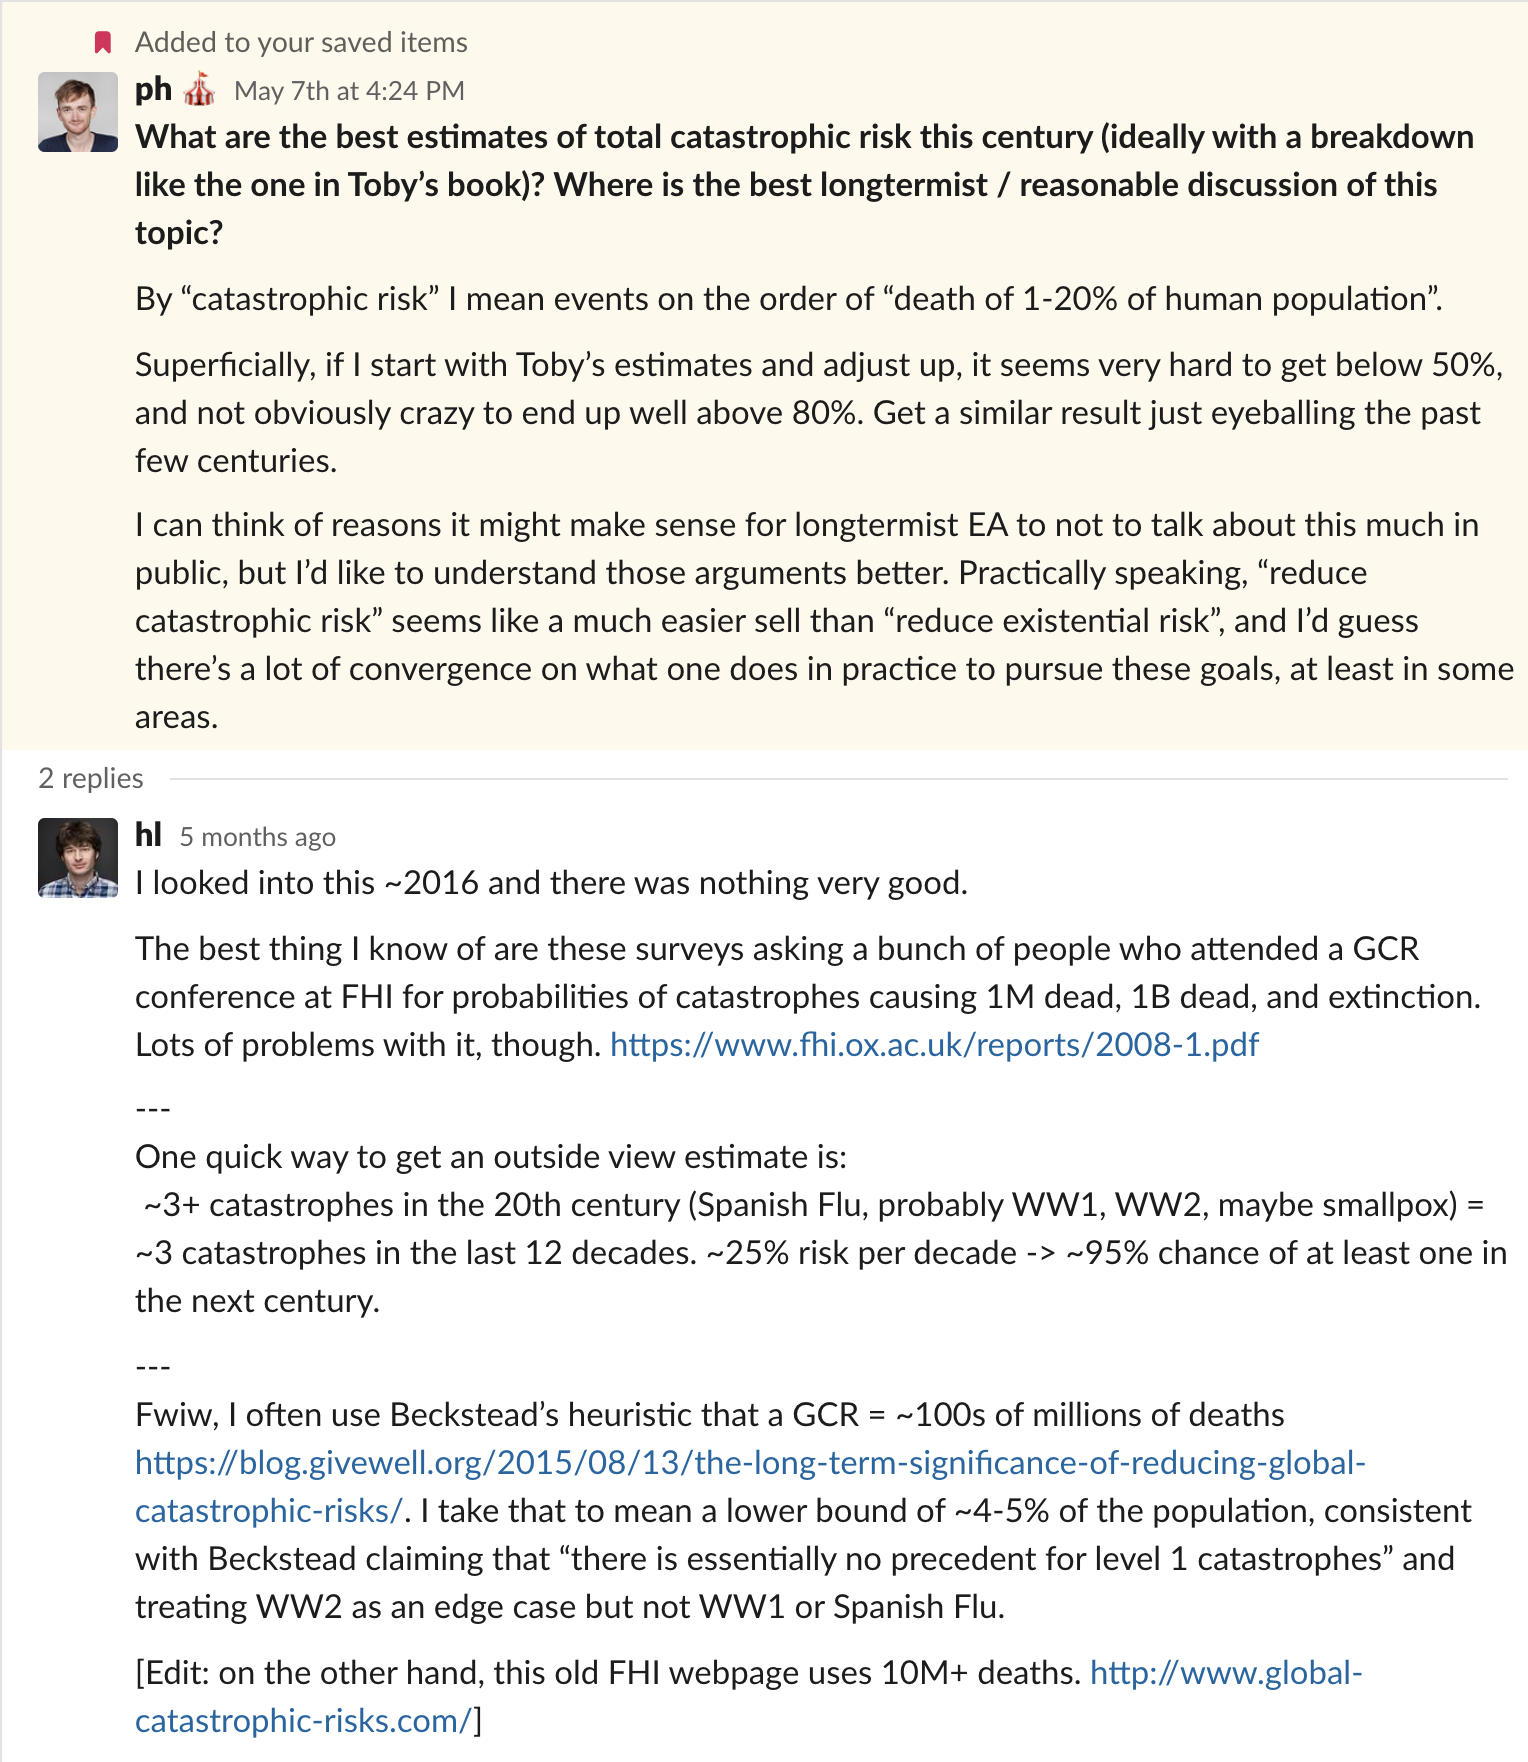 Added to your saved items
ph 🎪 May 7th at 4:24 PM
What are the best estimates of total catastrophic risk this century (ideally with a breakdown
like the one in Toby’s book)? Where is the best longtermist / reasonable discussion of this
topic?
By “catastrophic risk” I mean events on the order of “death of 1-20% of human population”.
Superficially, if I start with Toby’s estimates and adjust up, it seems very hard to get below 50%,
and not obviously crazy to end up well above 80%. Get a similar result just eyeballing the past
few centuries.
I can think of reasons it might make sense for longtermist EA to not to talk about this much in
public, but I’d like to understand those arguments better. Practically speaking, “reduce
catastrophic risk” seems like a much easier sell than “reduce existential risk”, and I’d guess
there’s a lot of convergence on what one does in practice to pursue these goals, at least in some
areas.
2 replies
hl 5 months ago
I looked into this ~2016 and there was nothing very good.
The best thing I know of are these surveys asking a bunch of people who attended a GCR
conference at FHI for probabilities of catastrophes causing 1M dead, 1B dead, and extinction.
Lots of problems with it, though. https://www.fhi.ox.ac.uk/reports/2008-1.pdf
---
One quick way to get an outside view estimate is:
~3+ catastrophes in the 20th century (Spanish Flu, probably WW1, WW2, maybe smallpox) =
~3 catastrophes in the last 12 decades. ~25% risk per decade -> ~95% chance of at least one in
the next century.
---
Fwiw, I often use Beckstead’s heuristic that a GCR = ~100s of millions of deaths
https://blog.givewell.org/2015/08/13/the-long-term-significance-of-reducing-global-
catastrophic-risks/. I take that to mean a lower bound of ~4-5% of the population, consistent
with Beckstead claiming that “there is essentially no precedent for level 1 catastrophes” and
treating WW2 as an edge case but not WW1 or Spanish Flu.
[Edit: on the other hand, this old FHI webpage uses 10M+ deaths. http://www.global-
catastrophic-risks.com/]